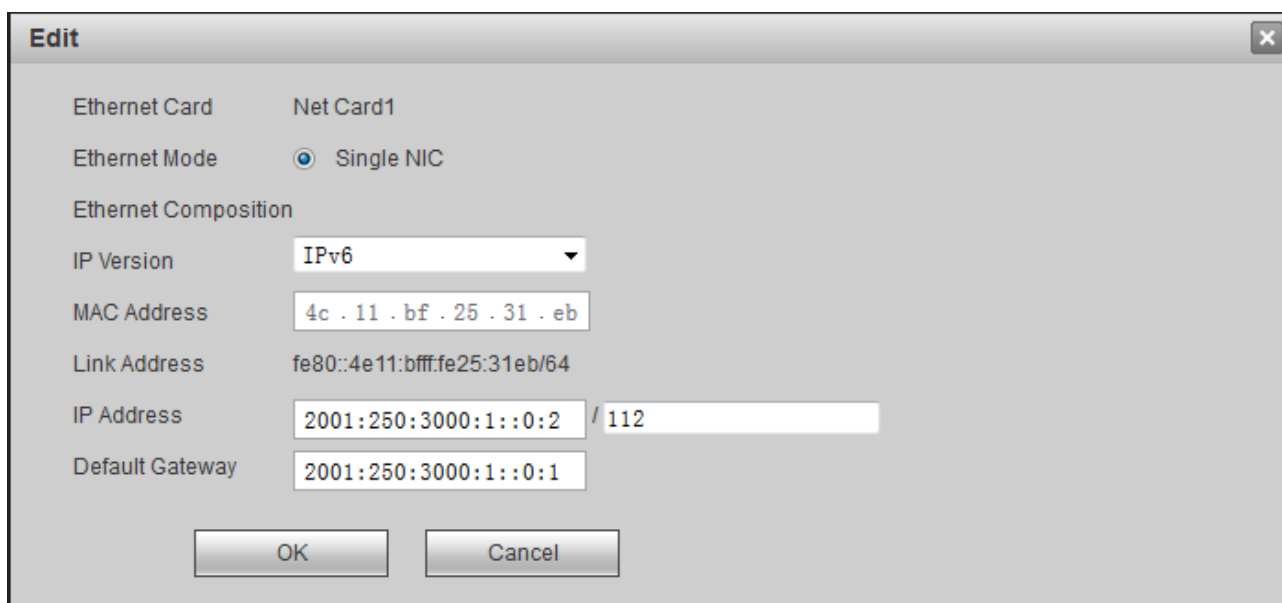 Edit
Ethernet Card Net Card1
Ethernet Mode Single NIC
Ethernet Composition
IP Version IPv6
MAC Address 4c . 11 . bf . 25 . 31 . eb
Link Address fe80::4e11:bfff:fe25:31eb/64
IP Address 2001:250:3000:1::0:2 / 112
Default Gateway 2001:250:3000:1::0:1
OK Cancel